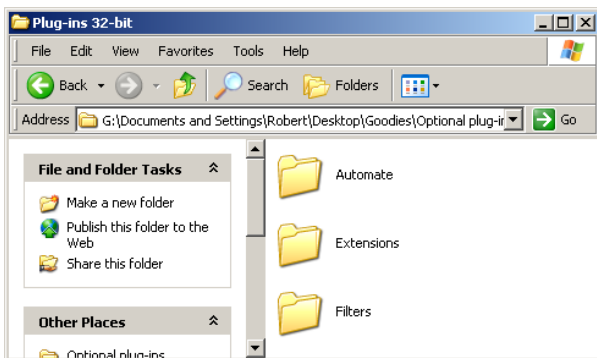 Plug-ins 32-bit
File Edit View Favorites Tools Help
Back Search Folders
Address G:\Documents and Settings\Robert\Desktop\Goodies\Optional plug-ir Go
File and Folder Tasks
Make a new folder
Publish this folder to the
Web
Share this folder
Other Places
Optional plug-ins
Automate
Extensions
Filters